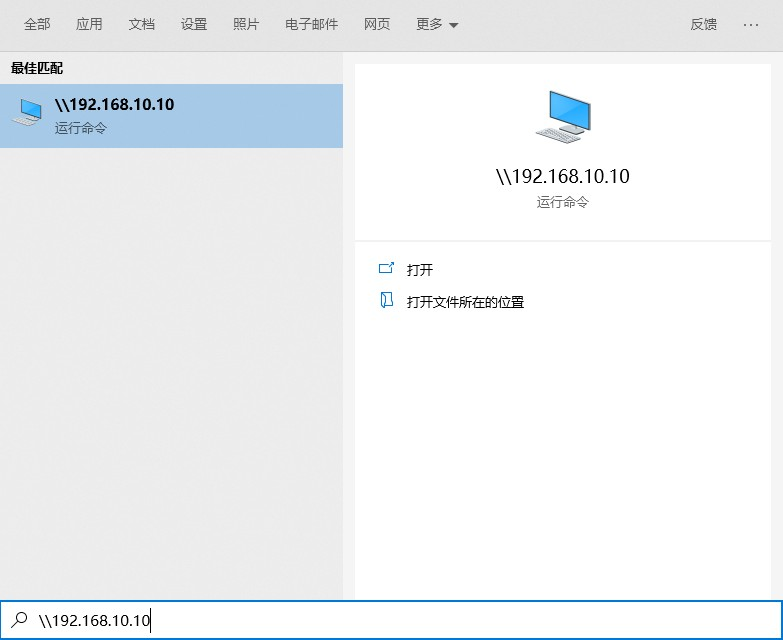 全部 应用 文档 设置 照片 电子邮件 网页 更多 反馈 ···
最佳匹配
\\192.168.10.10
运行命令
\\192.168.10.10
运行命令
打开
打开文件所在的位置
\\192.168.10.10